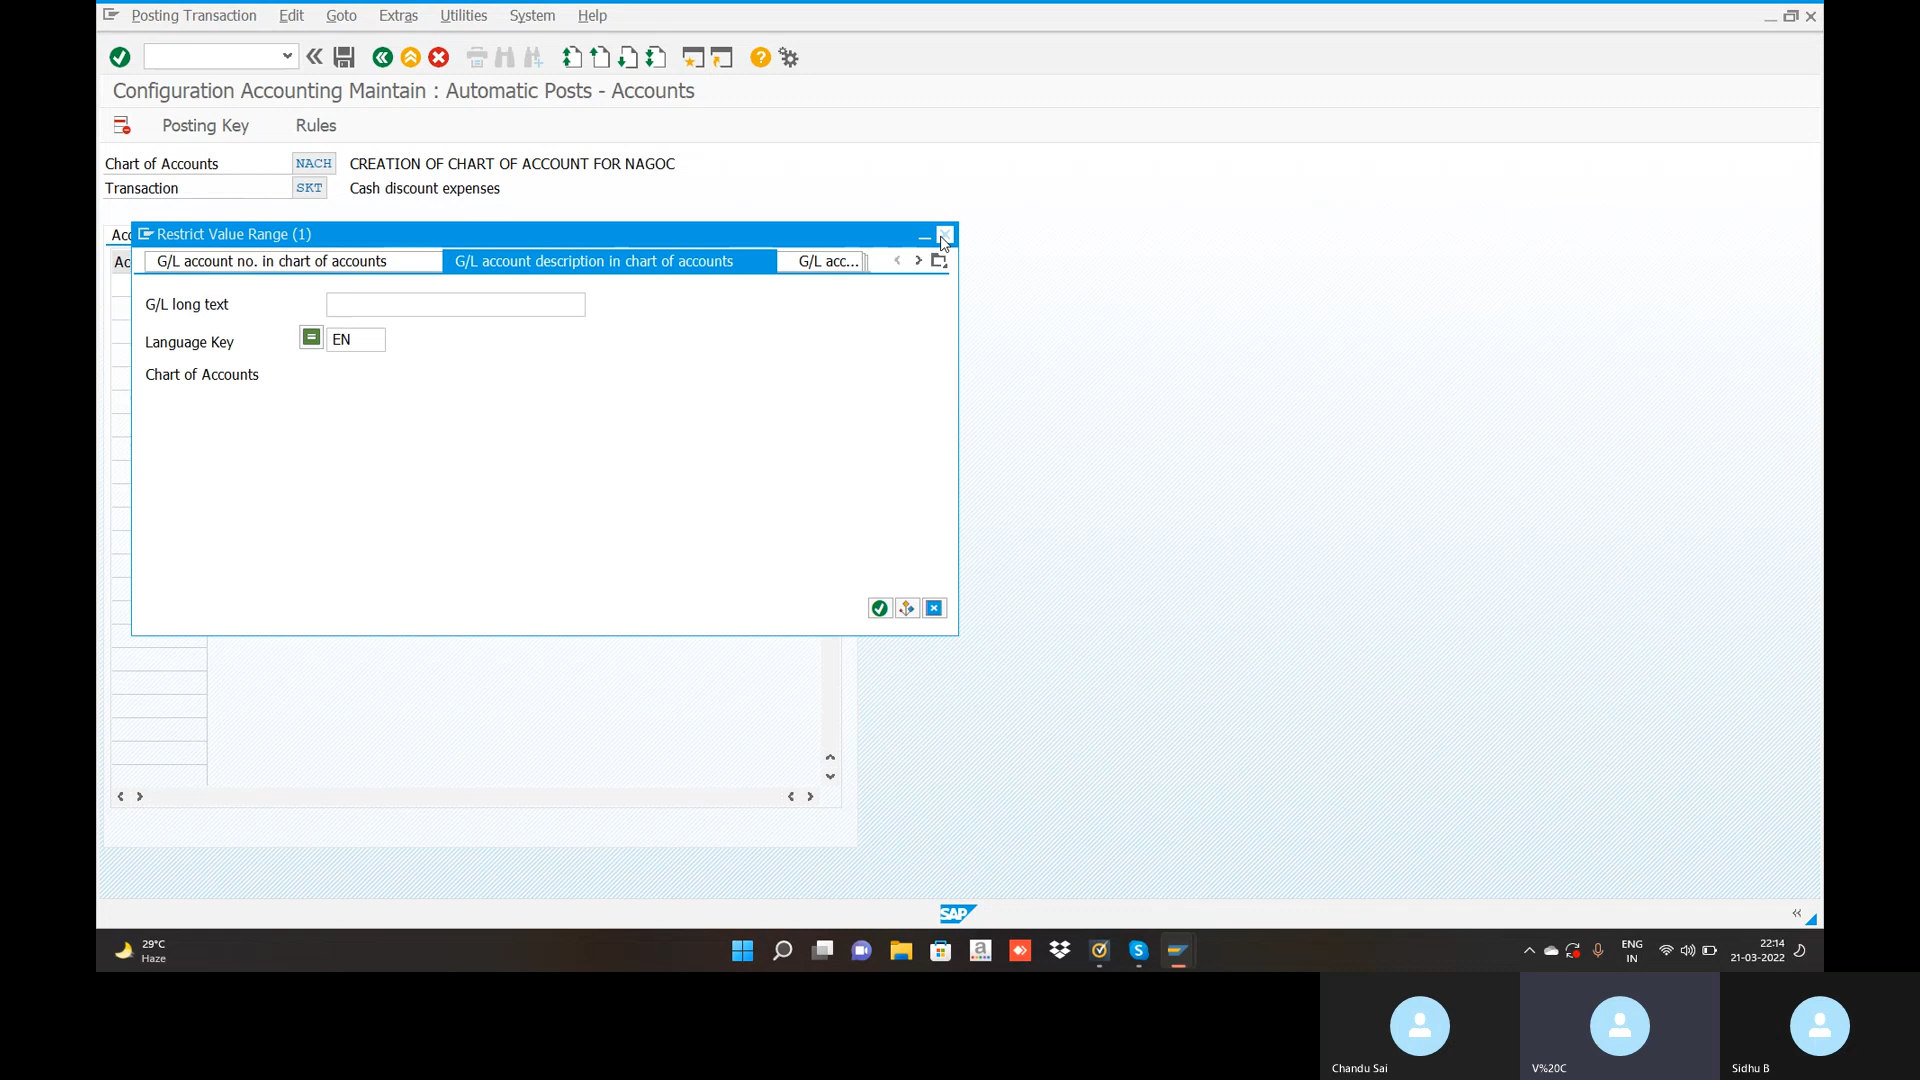 Posting Transaction Edit Goto Extras Utilities System Help
Configuration Accounting Maintain : Automatic Posts - Accounts
Posting Key Rules
Chart of Accounts NACH CREATION OF CHART OF ACCOUNT FOR NAGOC
Transaction SKT Cash discount expenses
Acc
Restrict Value Range (1)
Ac
G/L account no. in chart of accounts G/L account description in chart of accounts G/L acc...
G/L long text
Language Key = EN
Chart of Accounts
SAP
29°C
Haze
ENG
IN
22:14
21-03-2022
Chandu Sai V%20C Sidhu B